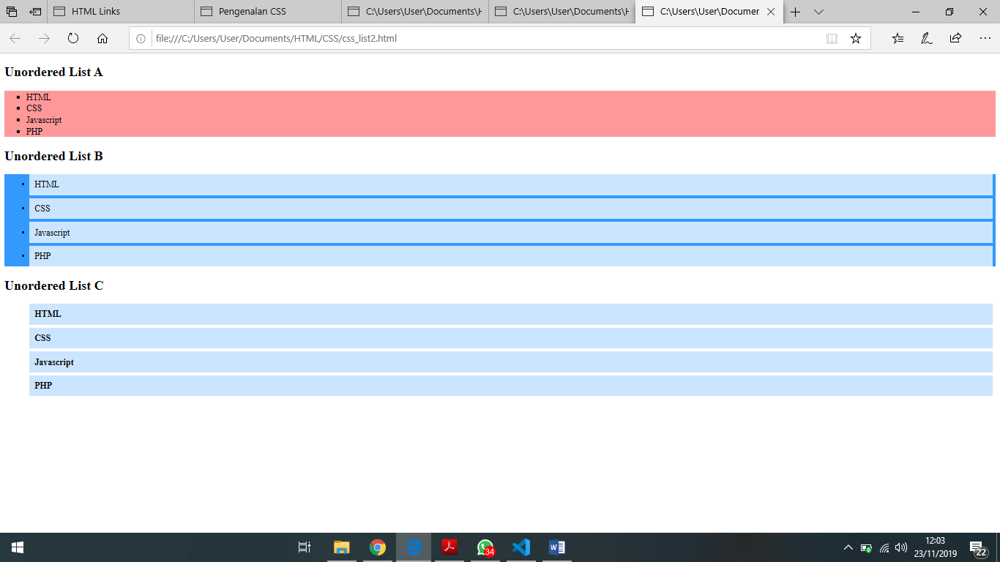 HTML Links
Pengenalan CSS
C:\Users\User\Documents\H
C:\Users\User\Documents\H
C:\Users\User\Documen
file:///C:/Users/User/Documents/HTML/CSS/css_list2.html
Unordered List A
HTML
CSS
Javascript
PHP
Unordered List B
HTML
CSS
Javascript
PHP
Unordered List C
HTML
CSS
Javascript
PHP
34
12:03
23/11/2019
22